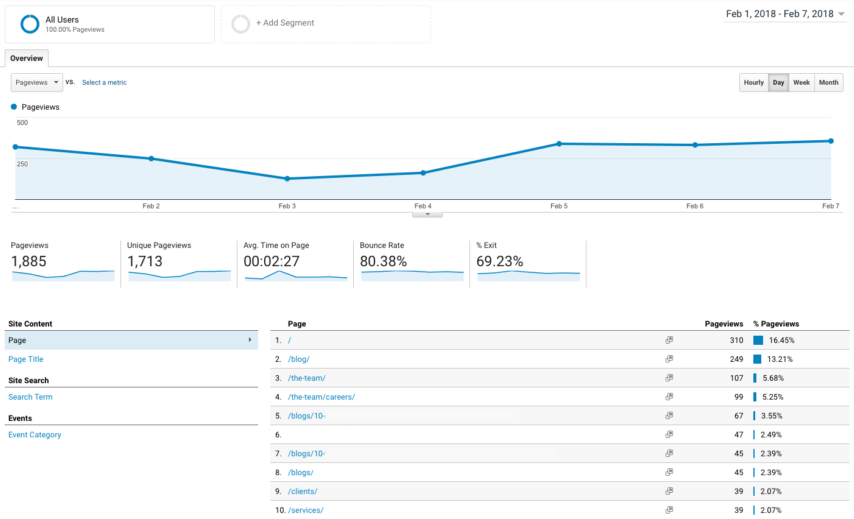 All Users
100.00% Pageviews
+ Add Segment
Feb 1, 2018 - Feb 7, 2018
Overview
Pageviews vs. Select a metric
Hourly Day Week Month
Pageviews
500
250
... Feb 2 Feb 3 Feb 4 Feb 5 Feb 6 Feb 7
Pageviews
1,885
Unique Pageviews
1,713
Avg. Time on Page
00:02:27
Bounce Rate
80.38%
% Exit
69.23%
Site Content
Page
Page Title
Site Search
Search Term
Events
Event Category
Page Pageviews % Pageviews
1. / 310 16.45%
2. /blog/ 249 13.21%
3. /the-team/ 107 5.68%
4. /the-team/careers/ 99 5.25%
5. /blogs/10- 67 3.55%
6. 47 2.49%
7. /blogs/10- 45 2.39%
8. /blogs/ 45 2.39%
9. /clients/ 39 2.07%
10. /services/ 39 2.07%